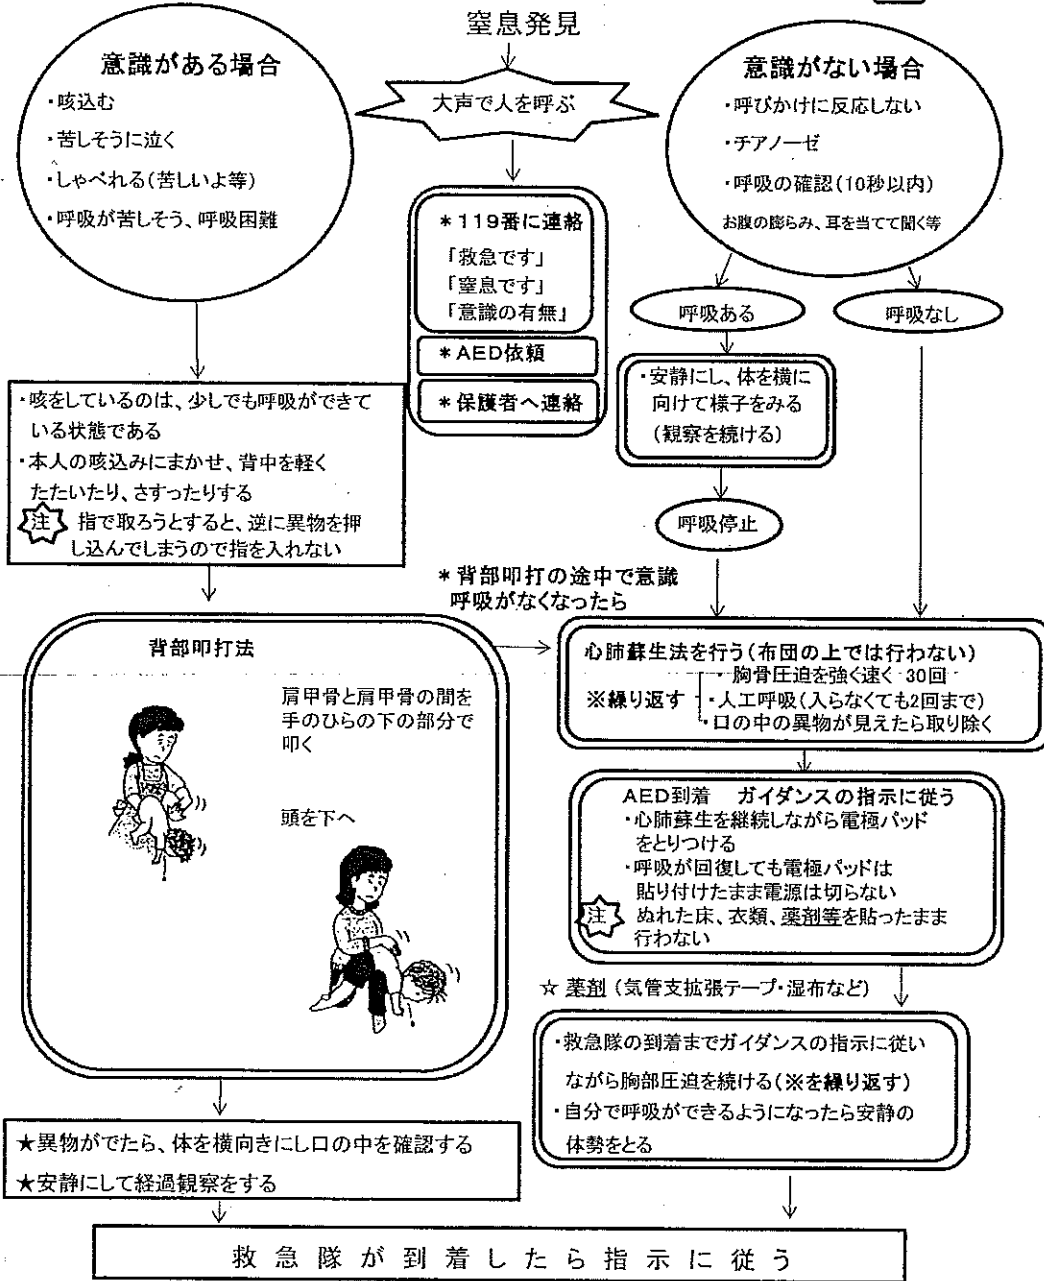 窒息発見
大声で人を呼ぶ
意識がある場合
・咳込む
・苦しそうに泣く
・しゃべれる(苦しいよ等)
・呼吸が苦しそう、呼吸困難
意識がない場合
・呼びかけに反応しない
・チアノーゼ
・呼吸の確認(10秒以内)
お腹の膨らみ、耳を当てて聞く等
＊119番に連絡
「救急です」
「窒息です」
「意識の有無」
＊AED依頼
＊保護者へ連絡
呼吸ある
呼吸なし
・安静にし、体を横に
向けて様子をみる
(観察を続ける)
呼吸停止
・咳をしているのは、少しでも呼吸ができて
いる状態である
・本人の咳込みにまかせ、背中を軽く
たたいたり、さすったりする
注 指で取ろうとすると、逆に異物を押
し込んでしまうので指を入れない
＊背部叩打の途中で意識
呼吸がなくなったら
背部叩打法
肩甲骨と肩甲骨の間を
手のひらの下の部分で
叩く
頭を下へ
心肺蘇生法を行う(布団の上では行わない)
・胸骨圧迫を強く速く 30回
※繰り返す ・人工呼吸(入らなくても2回まで)
・口の中の異物が見えたら取り除く
AED到着 ガイダンスの指示に従う
・心肺蘇生を継続しながら電極パッド
をとりつける
・呼吸が回復しても電極パッドは
貼り付けたまま電源は切らない
注 ぬれた床、衣類、薬剤等を貼ったまま
行わない
☆ 薬剤 (気管支拡張テープ・湿布など)
・救急隊の到着までガイダンスの指示に従い
ながら胸部圧迫を続ける(※を繰り返す)
・自分で呼吸ができるようになったら安静の
体勢をとる
★異物がでたら、体を横向きにし口の中を確認する
★安静にして経過観察をする
救急隊が到着したら指示に従う